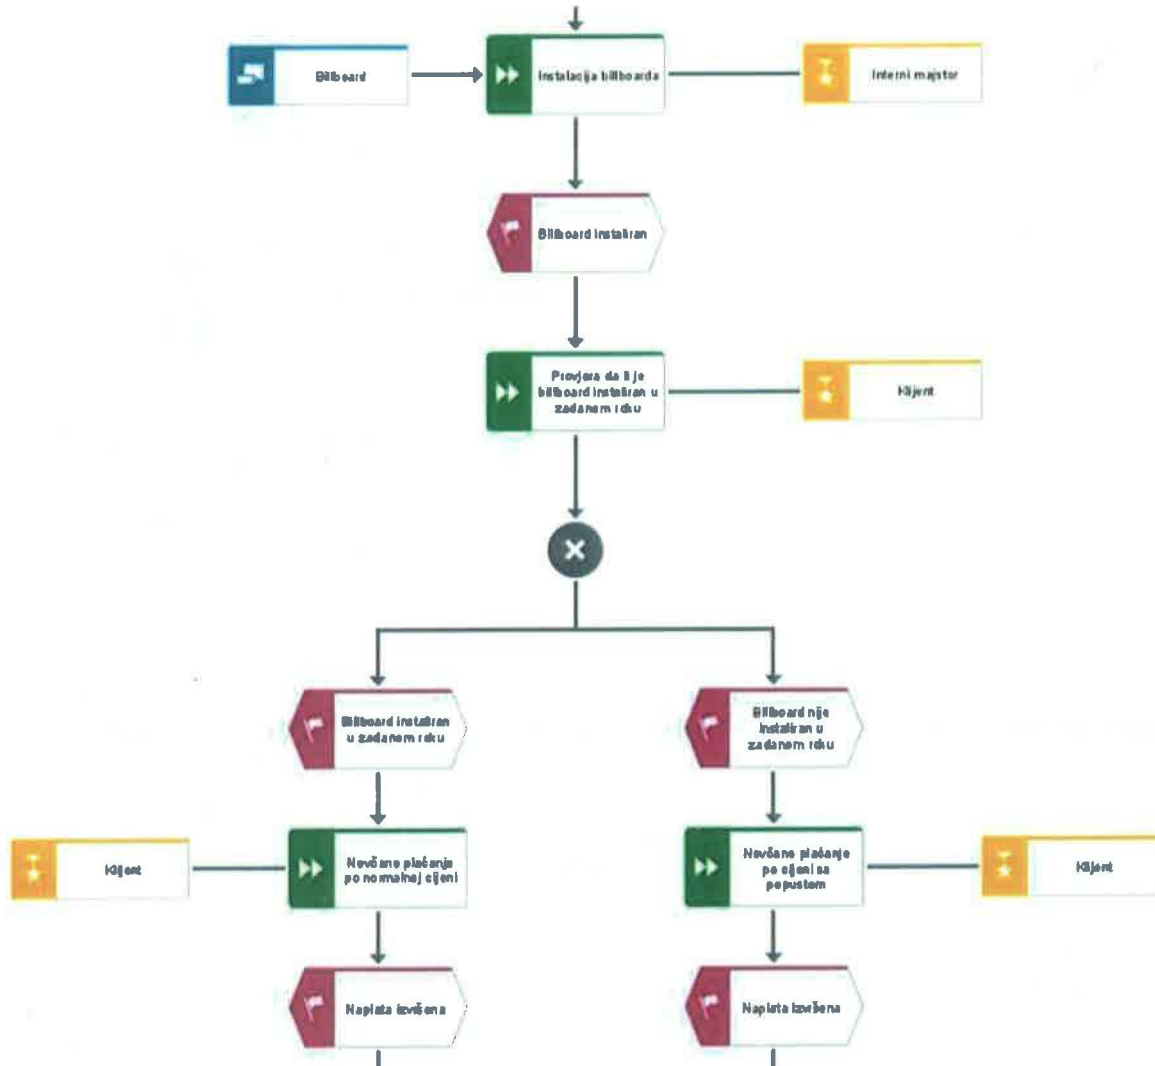 Billboard
Instalacija billboarda
Interni majstor
Billboard instaliran
Provjera da li je
billboard instaliran u
zadanom roku
Klijent
Billboard instaliran
u zadanom roku
Billboard nije
instaliran u
zadanom roku
Klijent
Novčano plaćanje
po normalnoj cijeni
Novčano plaćanje
po cijeni sa
popustom
Klijent
Naplata izvršena
Naplata izvršena